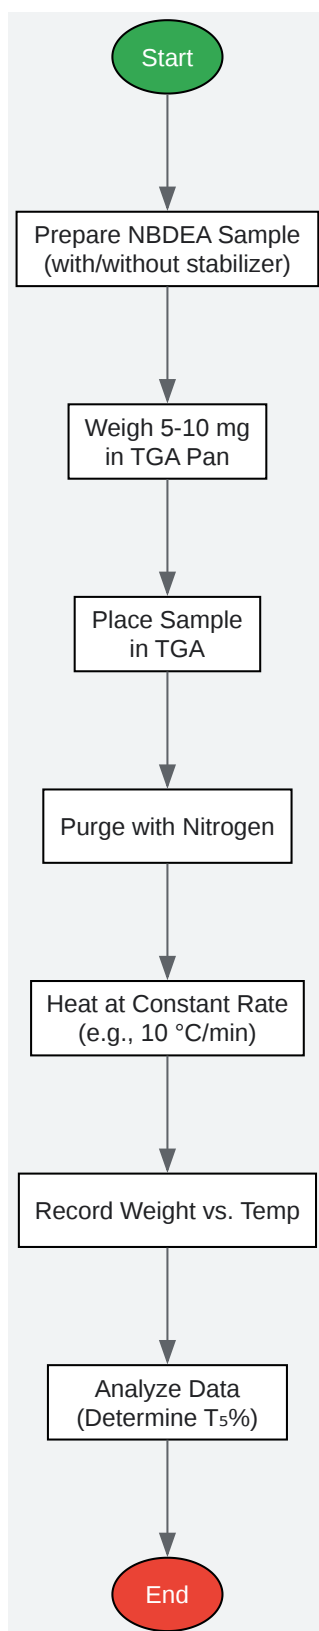 Start
Prepare NBDEA Sample
(with/without stabilizer)
Weigh 5-10 mg
in TGA Pan
Place Sample
in TGA
Purge with Nitrogen
Heat at Constant Rate
(e.g., 10 °C/min)
Record Weight vs. Temp
Analyze Data
(Determine T₅%)
End